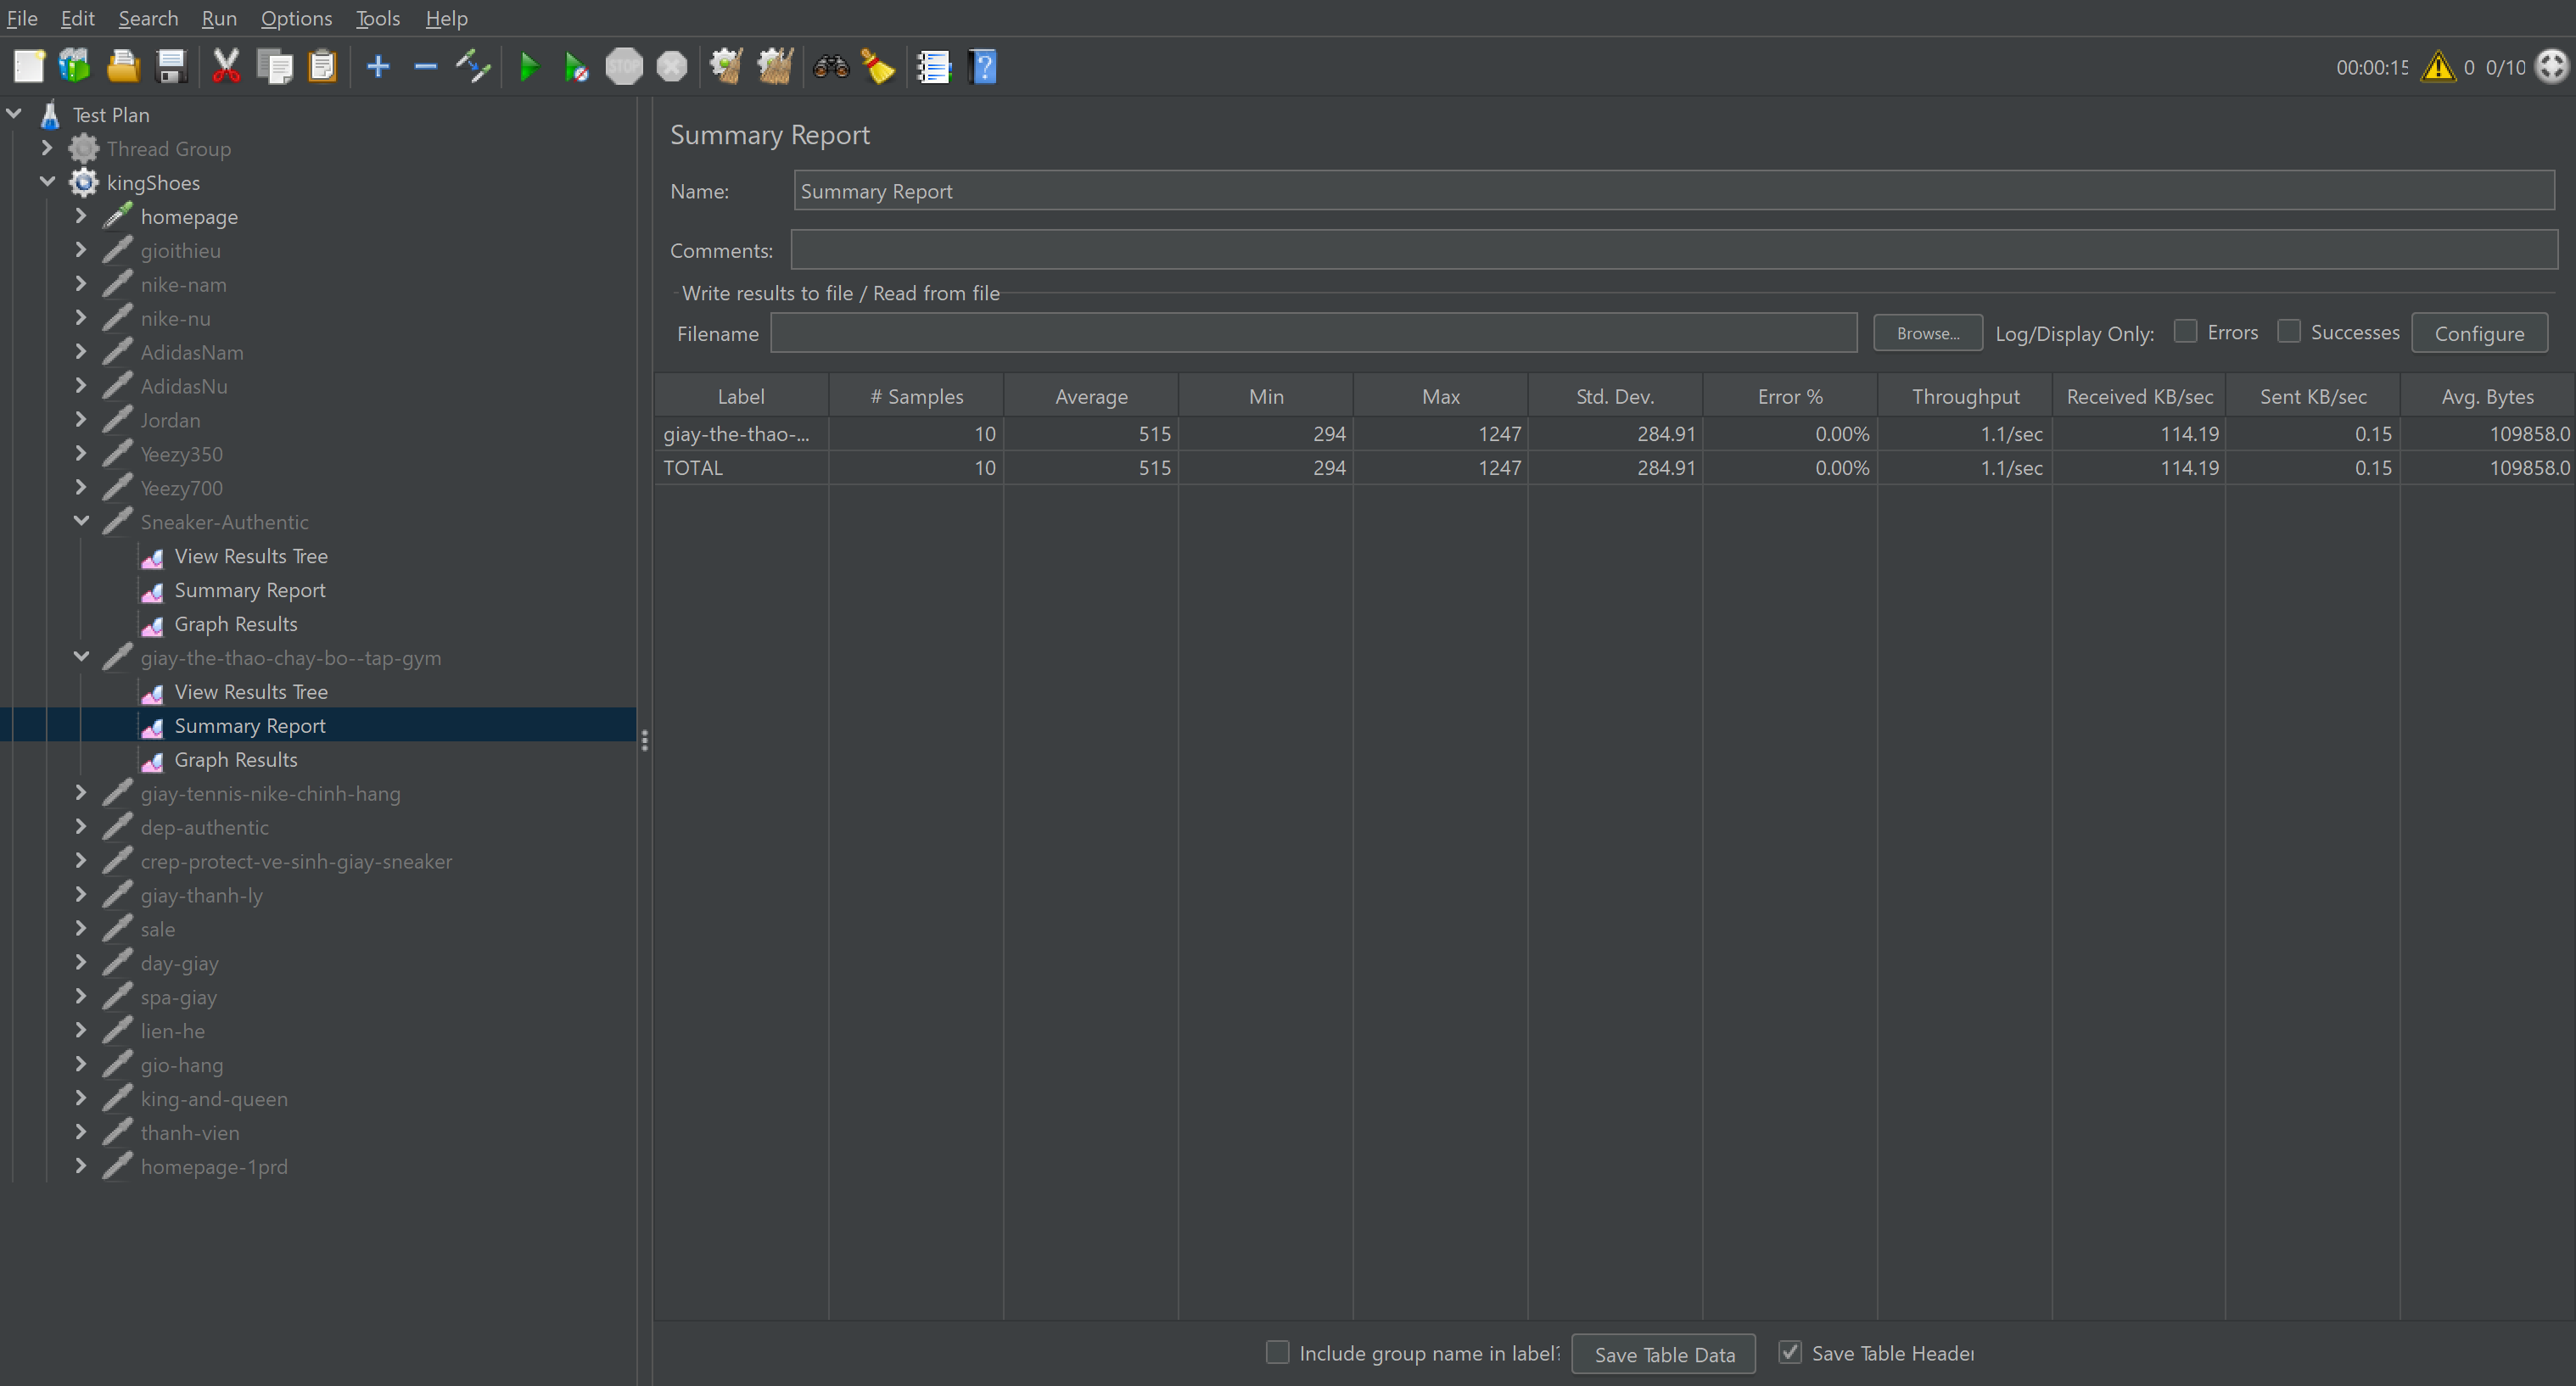 File Edit Search Run Options Tools Help
STOP
00:00:15 0 0/10
Test Plan
Thread Group
kingShoes
homepage
gioithieu
nike-nam
nike-nu
AdidasNam
AdidasNu
Jordan
Yeezy350
Yeezy700
Sneaker-Authentic
View Results Tree
Summary Report
Graph Results
giay-the-thao-chay-bo--tap-gym
View Results Tree
Summary Report
Graph Results
giay-tennis-nike-chinh-hang
dep-authentic
crep-protect-ve-sinh-giay-sneaker
giay-thanh-ly
sale
day-giay
spa-giay
lien-he
gio-hang
king-and-queen
thanh-vien
homepage-1prd
Summary Report
Name: Summary Report
Comments:
Write results to file / Read from file
Filename Browse... Log/Display Only: Errors Successes Configure
Label # Samples Average Min Max Std. Dev. Error % Throughput Received KB/sec Sent KB/sec Avg. Bytes
giay-the-thao-... 10 515 294 1247 284.91 0.00% 1.1/sec 114.19 0.15 109858.0
TOTAL 10 515 294 1247 284.91 0.00% 1.1/sec 114.19 0.15 109858.0
Include group name in label? Save Table Data Save Table Header